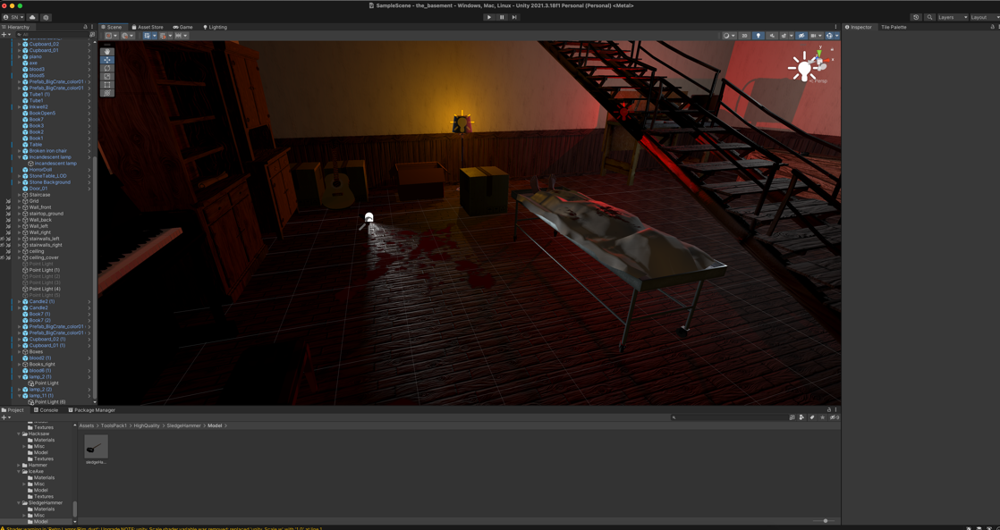 SampleScene - the_basement - Windows, Mac, Linux - Unity 2021.3.18f1 Personal (Personal) <Metal>
SN
Layers
Layout
Hierarchy
All
Cupboard_02
Cupboard_01
piano
axe
blood3
blood5
Prefab_BigCrate_color01
Prefab_BigCrate_color01
Tube1 (1)
Tube1
Inkwell2
BookOpen5
Book7
Book3
Book2
Book1
Table
Broken iron chair
Incandescent lamp
incandescent lamp
HorrorDoll
StoneTable_LOD
Stone Background
Door_01
Staircase
Grid
Wall_front
stairtop_ground
Wall_back
Wall_left
Wall_right
stairwalls_left
stairwalls_right
ceiling
ceiling_cover
Point Light
Point Light (1)
Point Light (2)
Point Light (3)
Point Light (4)
Point Light (5)
Candle2 (1)
Candle2
Book7 (1)
Book7 (2)
Prefab_BigCrate_color01
Prefab_BigCrate_color01
Cupboard_02 (1)
Cupboard_01 (1)
Boxes
blood2 (1)
Books_right
blood6 (1)
lamp_2 (1)
Point Light
lamp_2 (2)
lamp_11 (1)
Point Light (6)
Scene
Asset Store
Game
Lighting
2D
y
Persp
Inspector
Tile Palette
Project
Console
Package Manager
Textures
Hacksaw
Materials
Misc
Model
Textures
Hammer
IceAxe
Materials
Misc
Model
Textures
SledgeHammer
Materials
Misc
Model
Assets > ToolsPack1 > HighQuality > SledgeHammer > Model >
sledgeHa...